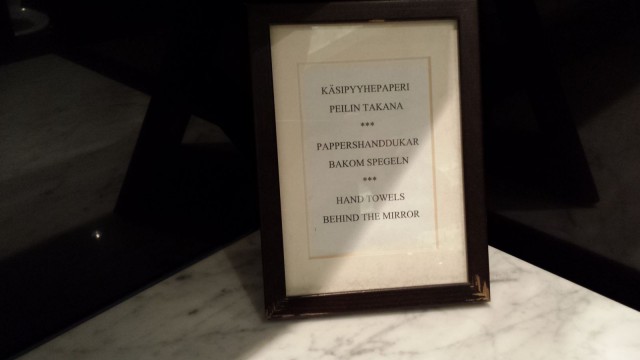 KÄSIPYYHEPAPERI
PEILIN TAKANA
***
PAPPERSHANDDUKAR
BAKOM SPEGELN
***
HAND TOWELS
BEHIND THE MIRROR